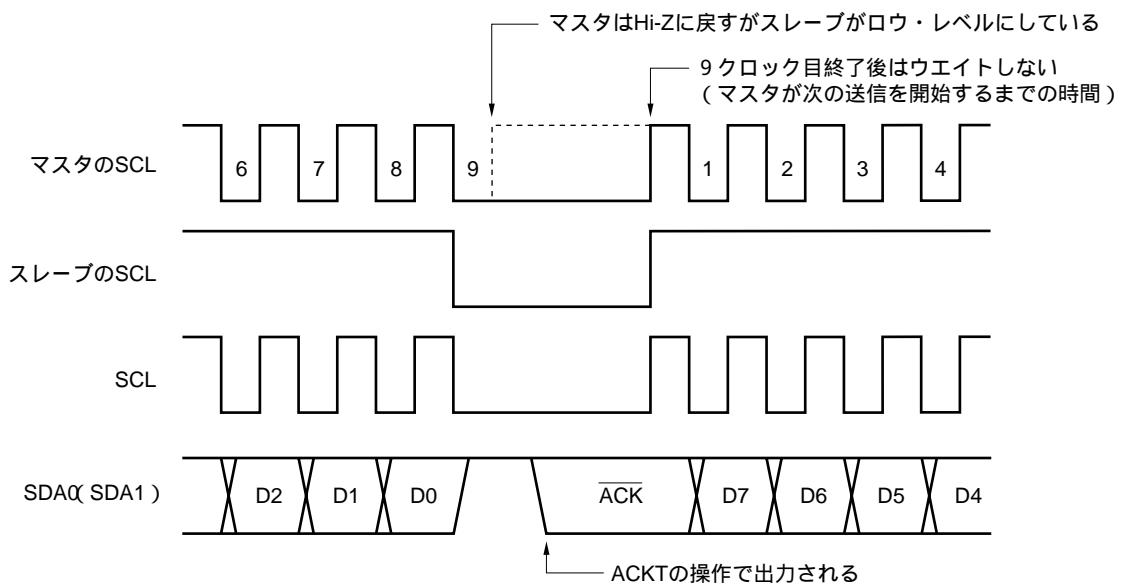 マスタはHi-Zに戻すがスレーブがロウ・レベルにしている
9クロック目終了後はウエイトしない
(マスタが次の送信を開始するまでの時間)
マスタのSCL
6 7 8 9 1 2 3 4
スレーブのSCL
SCL
SDA0(SDA1)
D2 D1 D0 ACK D7 D6 D5 D4
ACKTの操作で出力される